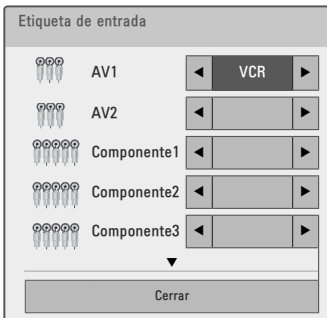 Etiqueta de entrada
AV1 ◄ VCR ►
AV2 ◄ ►
Componente1 ◄ ►
Componente2 ◄ ►
Componente3 ◄ ►
▼
Cerrar